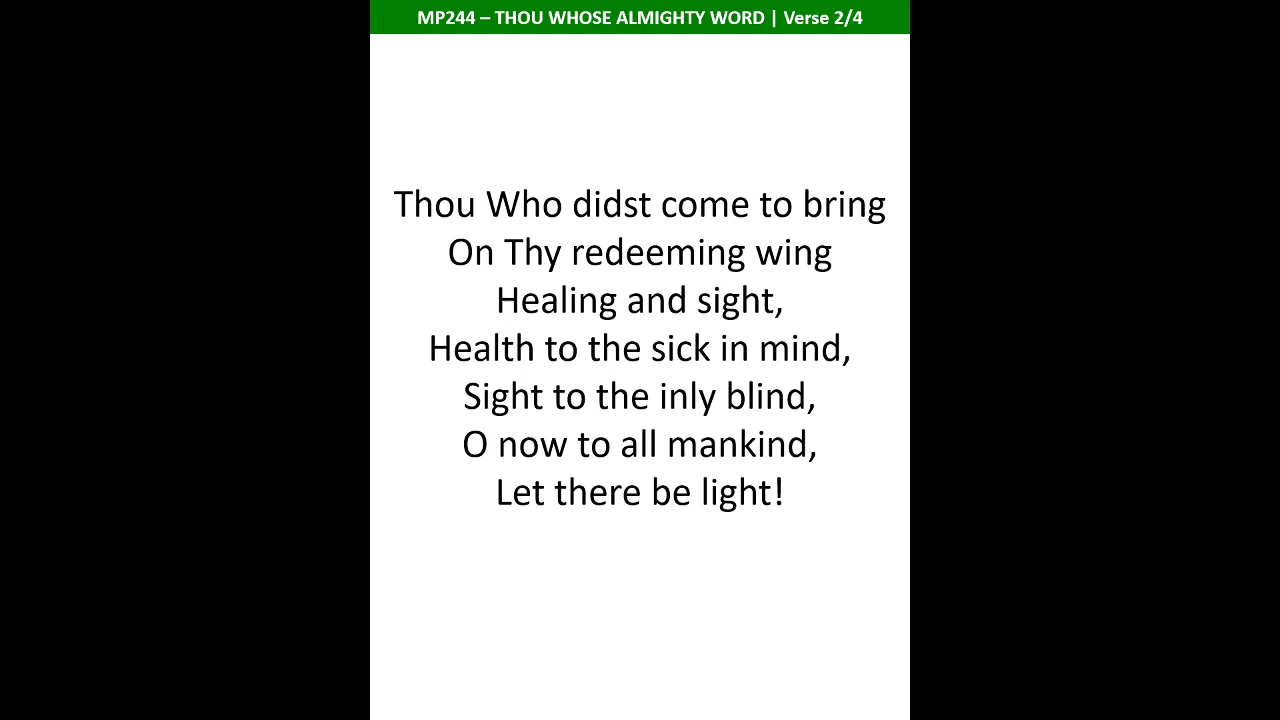 MP244 – THOU WHOSE ALMIGHTY WORD | Verse 2/4
Thou Who didst come to bring
On Thy redeeming wing
Healing and sight,
Health to the sick in mind,
Sight to the inly blind,
O now to all mankind,
Let there be light!